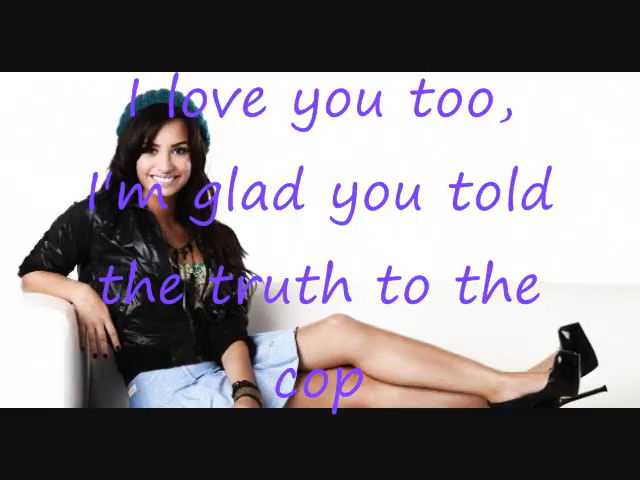 I love you too,
I'm glad you told
the truth to the
cop